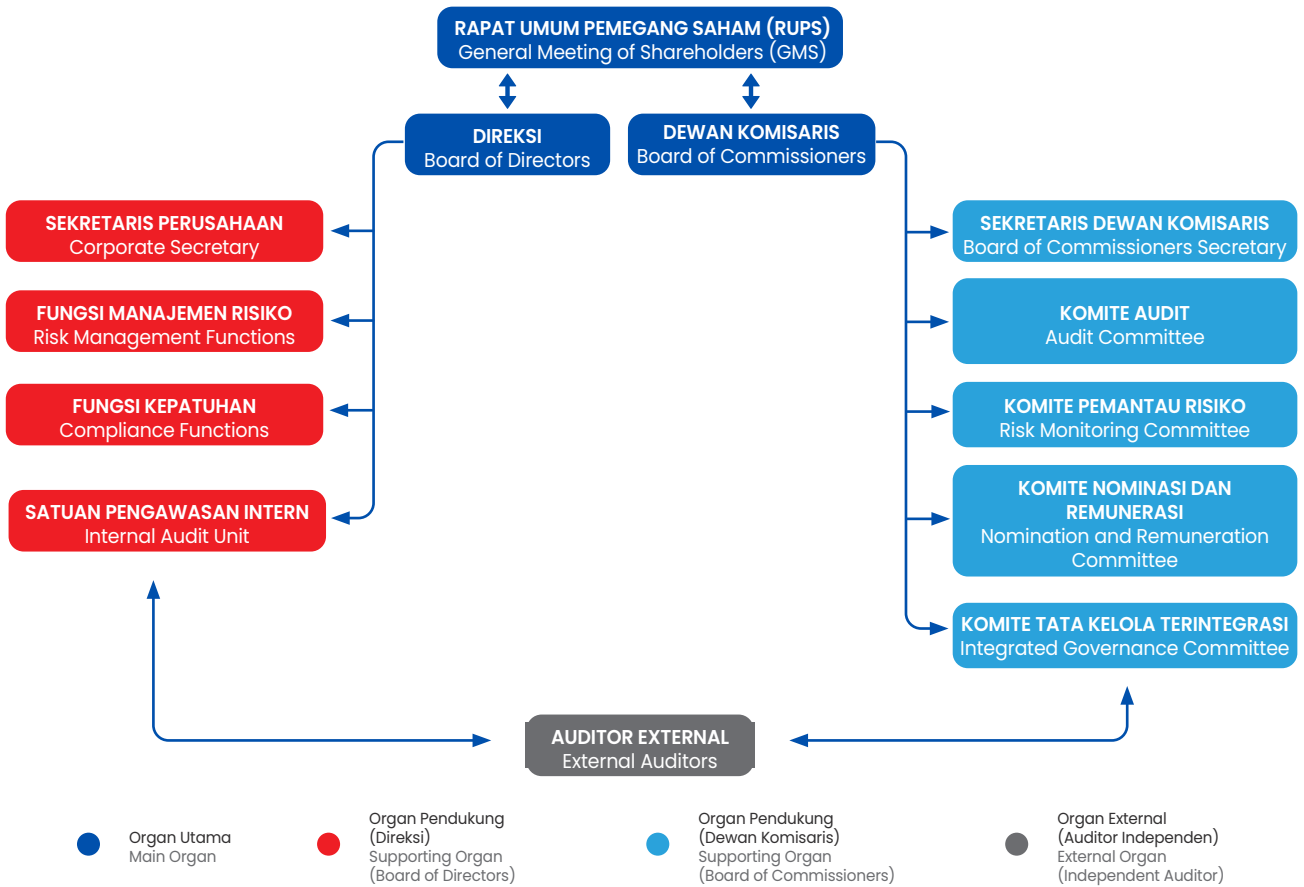 RAPAT UMUM PEMEGANG SAHAM (RUPS)
General Meeting of Shareholders (GMS)
DIREKSI
Board of Directors
DEWAN KOMISARIS
Board of Commissioners
SEKRETARIS PERUSAHAAN
Corporate Secretary
FUNGSI MANAJEMEN RISIKO
Risk Management Functions
FUNGSI KEPATUHAN
Compliance Functions
SATUAN PENGAWASAN INTERN
Internal Audit Unit
SEKRETARIS DEWAN KOMISARIS
Board of Commissioners Secretary
KOMITE AUDIT
Audit Committee
KOMITE PEMANTAU RISIKO
Risk Monitoring Committee
KOMITE NOMINASI DAN
REMUNERASI
Nomination and Remuneration
Committee
KOMITE TATA KELOLA TERINTEGRASI
Integrated Governance Committee
AUDITOR EXTERNAL
External Auditors
Organ Utama
Main Organ
Organ Pendukung
(Direksi)
Supporting Organ
(Board of Directors)
Organ Pendukung
(Dewan Komisaris)
Supporting Organ
(Board of Commissioners)
Organ External
(Auditor Independen)
External Organ
(Independent Auditor)